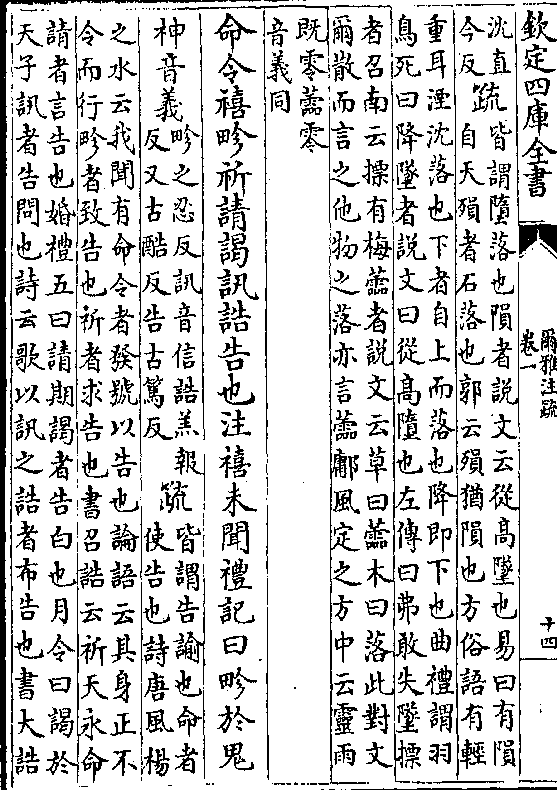 欽定四庫全書
爾雅注疏
卷一
十四
沈直
今反
疏
皆謂墮落也隕者說文云從高墜也易曰有隕
自天殞者石落也郭云殞猶隕也方俗語有輕
重耳湮沈落也下者自上而落也降即下也曲禮謂羽
鳥死曰降墜者說文曰從高墮也左傳曰弗敢失墜摽
者召南云摽有梅蘦者說文云草曰蘦木曰落此對文
爾散而言之他物之落亦言蘦鄘風定之方中云靈雨
既零蘦零
音義同
命令禧畛祈請謁訊誥告也注禧未聞禮記曰畛於鬼
神音義
畛之忍反訊音信誥羔報
反又古酷反告古篤反
疏
皆謂告諭也命者
使告也詩唐風楊
之水云我聞有命令者發號以告也論語云其身正不
令而行畛者致告也祈者求告也書召誥云祈天永命
請者言告也婚禮五曰請期謁者告白也月令曰謁於
天子訊者告問也詩云歌以訊之誥者布告也書大誥